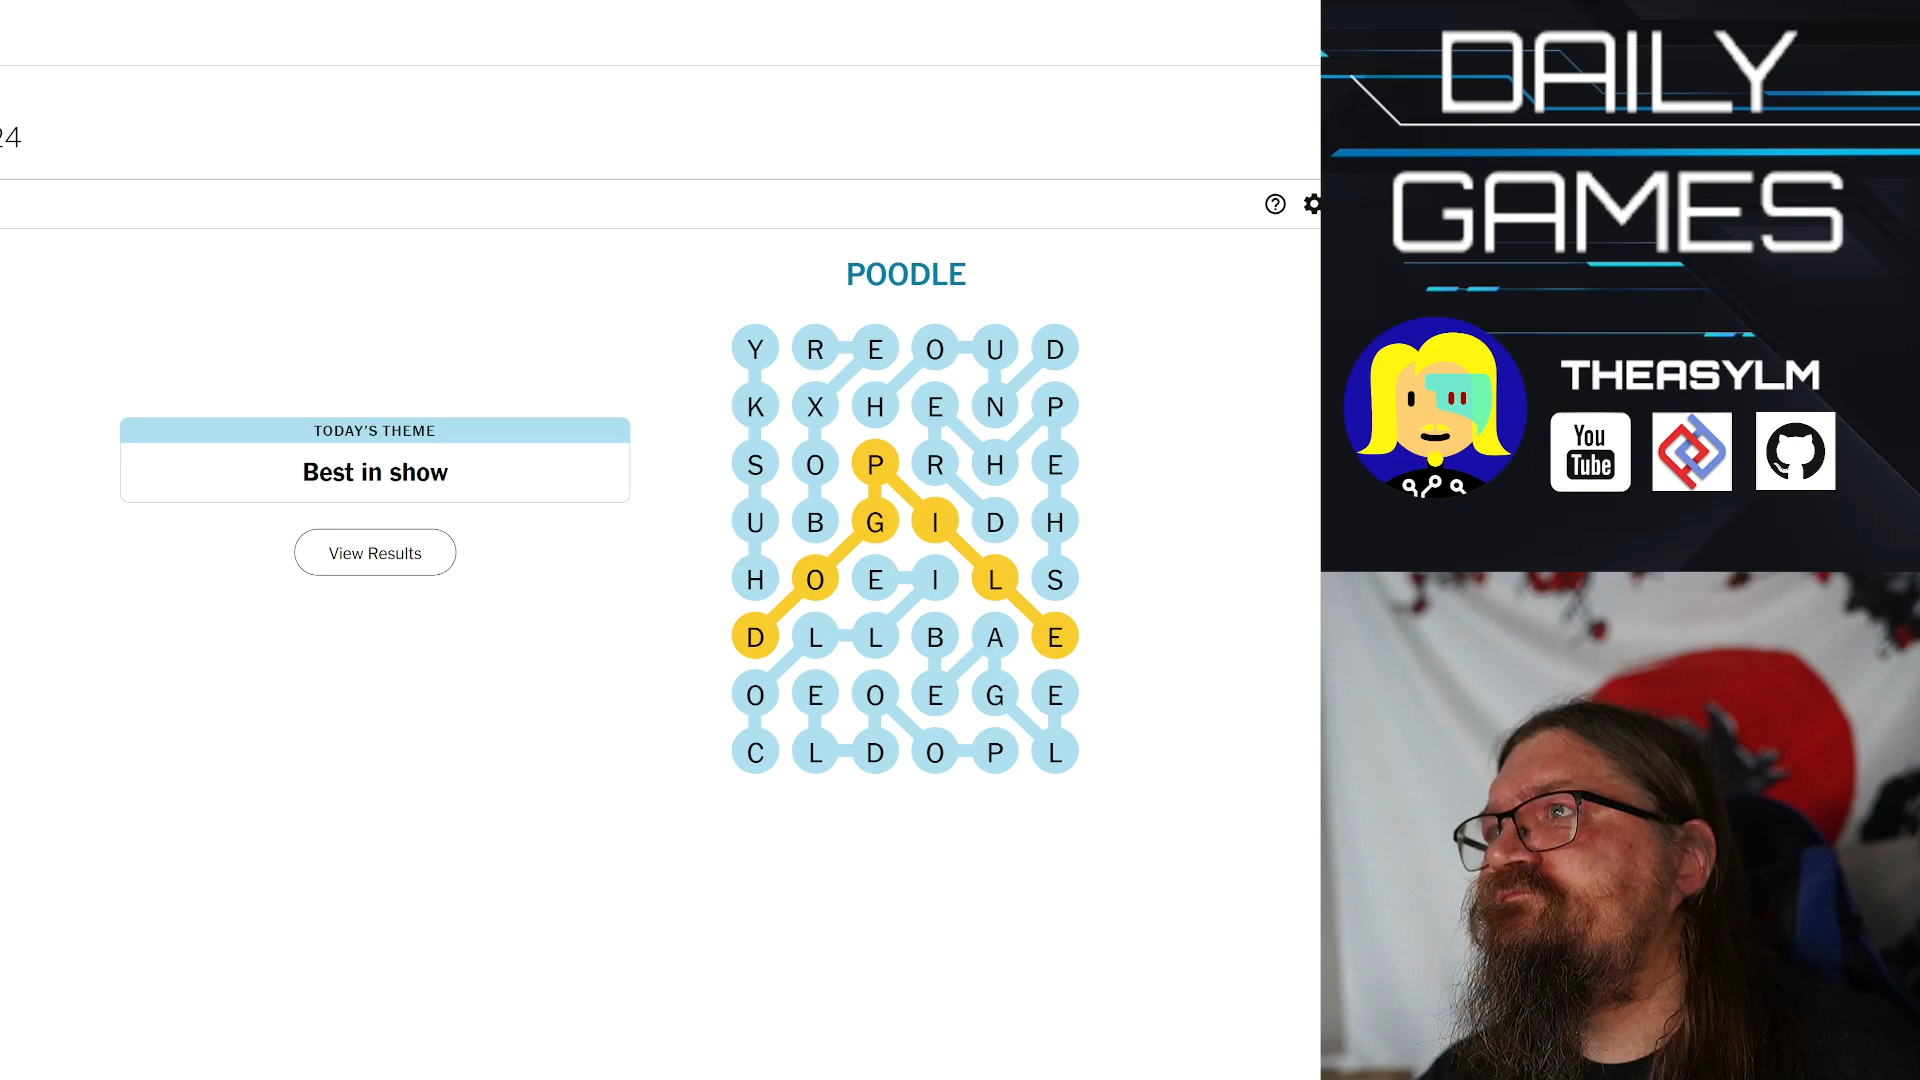 24
POODLE
TODAY'S THEME
Best in show
View Results
Y R E O U D
K X H E N P
S O P R H E
U B G I D H
H O E I L S
D L L B A E
O E O E G E
C L D O P L
DAILY
GAMES
THEASYLM
You
Tube